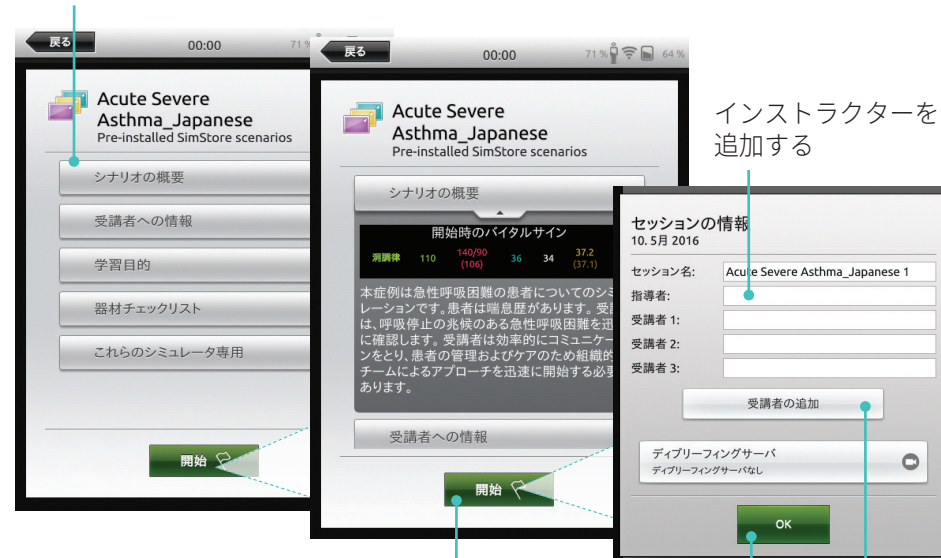 戻る
00:00
71 %
Acute Severe
Asthma_Japanese
Pre-installed SimStore scenarios
シナリオの概要
受講者への情報
学習目的
器材チェックリスト
これらのシミュレータ専用
開始
戻る
00:00
71 %
64 %
Acute Severe
Asthma_Japanese
Pre-installed SimStore scenarios
シナリオの概要
開始時のバイタルサイン
洞調律 110 140/90 (106) 36 34 37.2 (37.1)
本症例は急性呼吸困難の患者についてのシミ
レーションです。患者は喘息歴があります。受講
は、呼吸停止の兆候のある急性呼吸困難を迅
に確認します。受講者は効率的にコミュニケー
ンをとり、患者の管理およびケアのため組織的
チームによるアプローチを迅速に開始する必要
あります。
受講者への情報
開始
インストラクターを
追加する
セッションの情報
10. 5月 2016
セッション名: Acute Severe Asthma_Japanese 1
指導者:
受講者 1:
受講者 2:
受講者 3:
受講者の追加
ディブリーフィングサーバ
ディブリーフィングサーバなし
OK